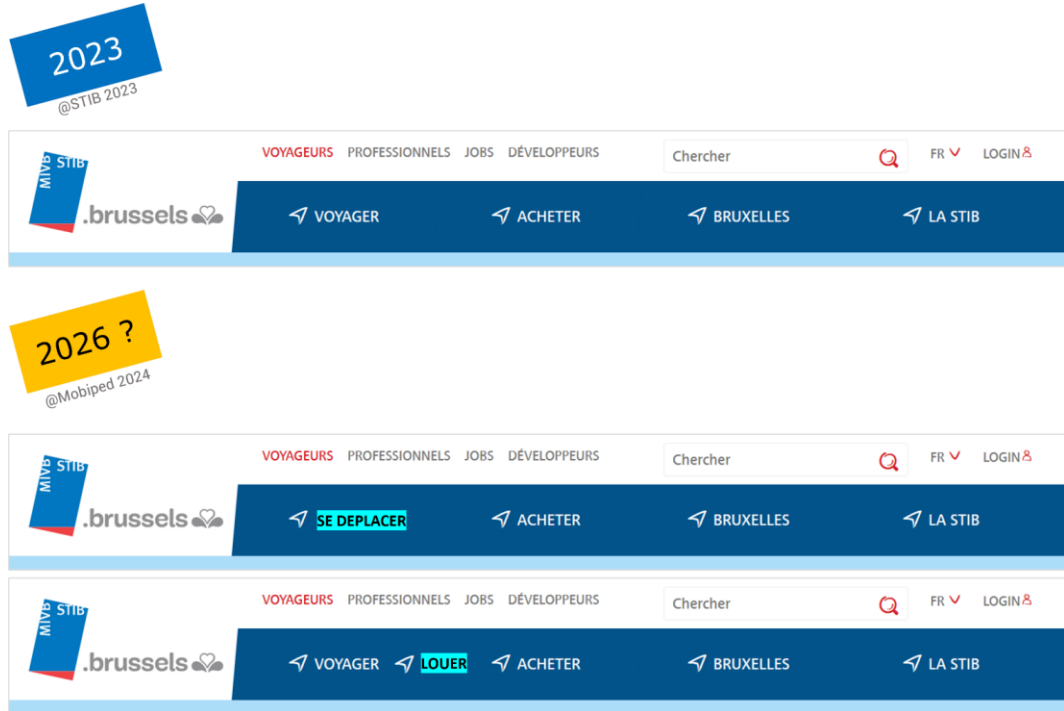 2023
@STIB 2023
VOYAGEURS PROFESSIONNELS JOBS DÉVELOPPEURS Chercher FR LOGIN
MIVB STIB
.brussels
VOYAGER ACHETER BRUXELLES LA STIB
2026 ?
@Mobiped 2024
VOYAGEURS PROFESSIONNELS JOBS DÉVELOPPEURS Chercher FR LOGIN
MIVB STIB
.brussels
SE DEPLACER ACHETER BRUXELLES LA STIB
VOYAGEURS PROFESSIONNELS JOBS DÉVELOPPEURS Chercher FR LOGIN
MIVB STIB
.brussels
VOYAGER LOUER ACHETER BRUXELLES LA STIB